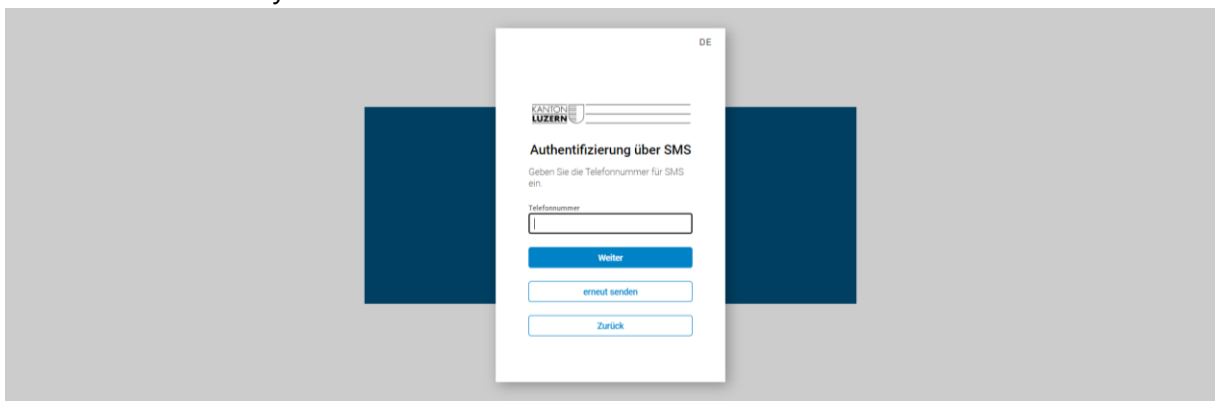 DE
KANTON
LUZERN
Authentifizierung über SMS
Geben Sie die Telefonnummer für SMS
ein.
Telefonnummer
Weiter
erneut senden
Zurück